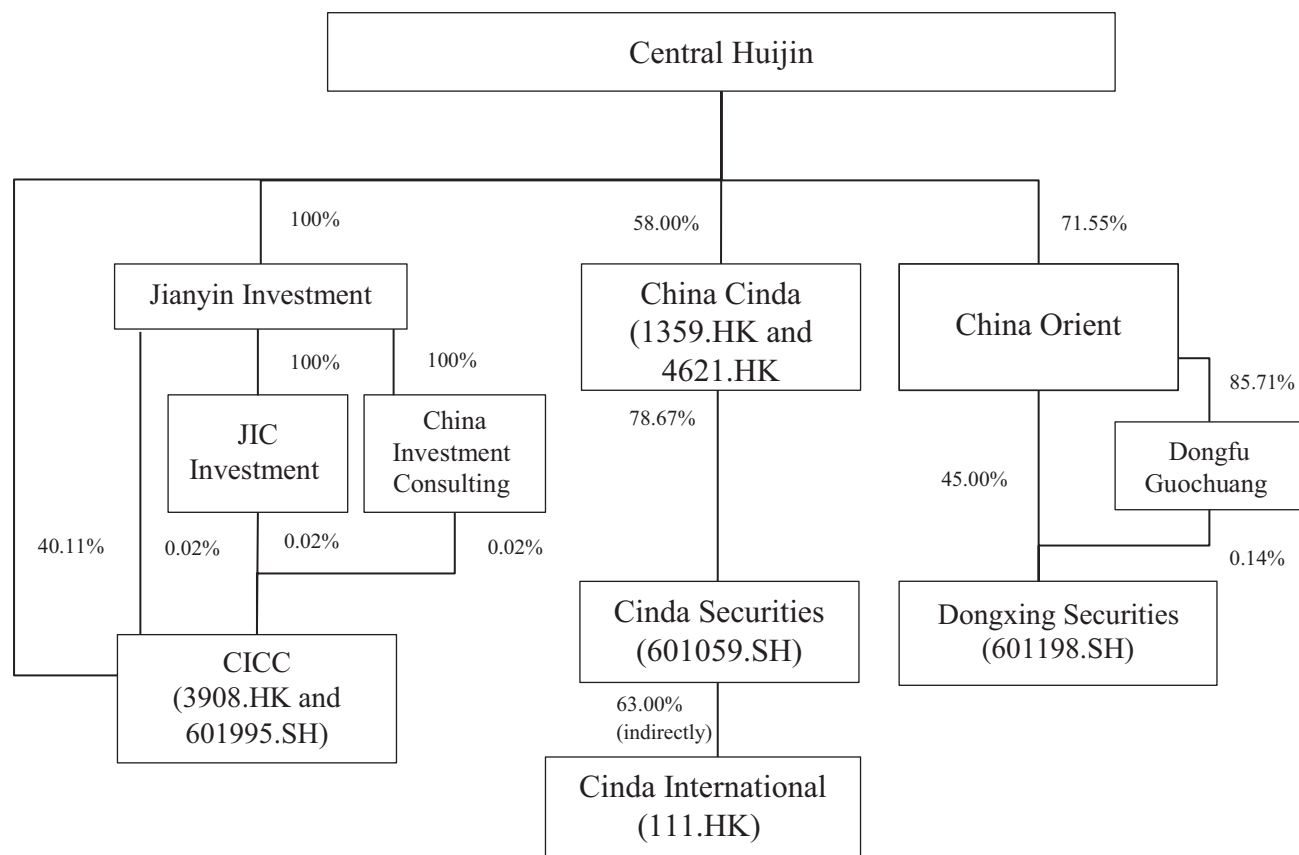 Central Huijin
100%
58.00%
71.55%
Jianyin Investment
China Cinda
(1359.HK and
4621.HK
China Orient
100%
100%
78.67%
85.71%
JIC
Investment
China
Investment
Consulting
45.00%
Dongfu
Guochuang
40.11%
0.02%
0.02%
0.02%
0.14%
Cinda Securities
(601059.SH)
Dongxing Securities
(601198.SH)
CICC
(3908.HK and
601995.SH)
63.00%
(indirectly)
Cinda International
(111.HK)